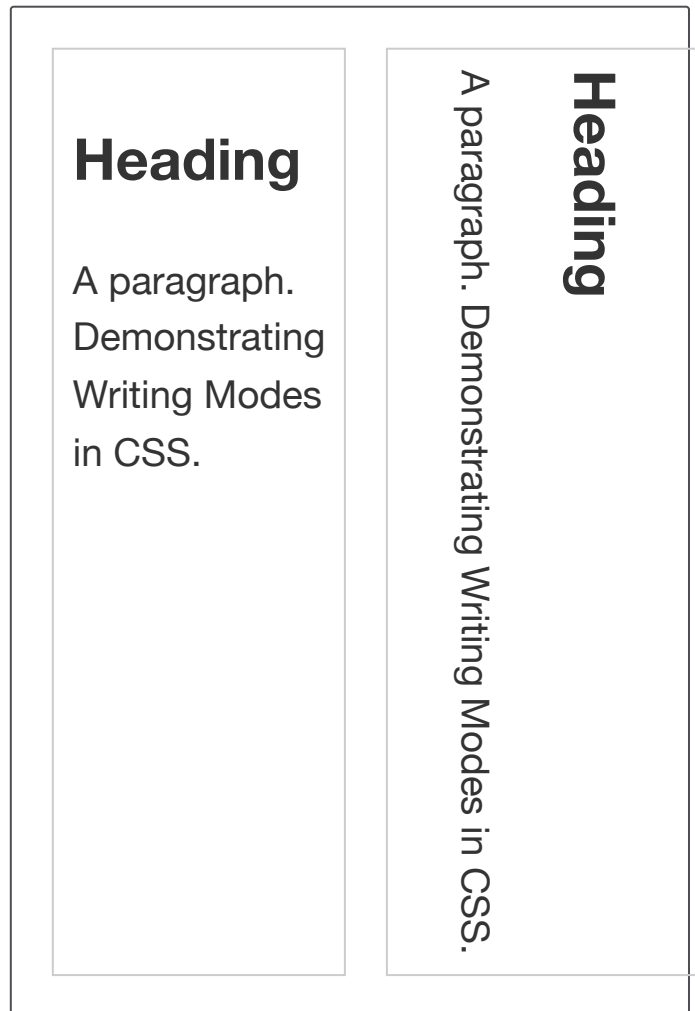 Heading
A paragraph.
Demonstrating
Writing Modes
in CSS.
Heading
A paragraph. Demonstrating Writing Modes in CSS.